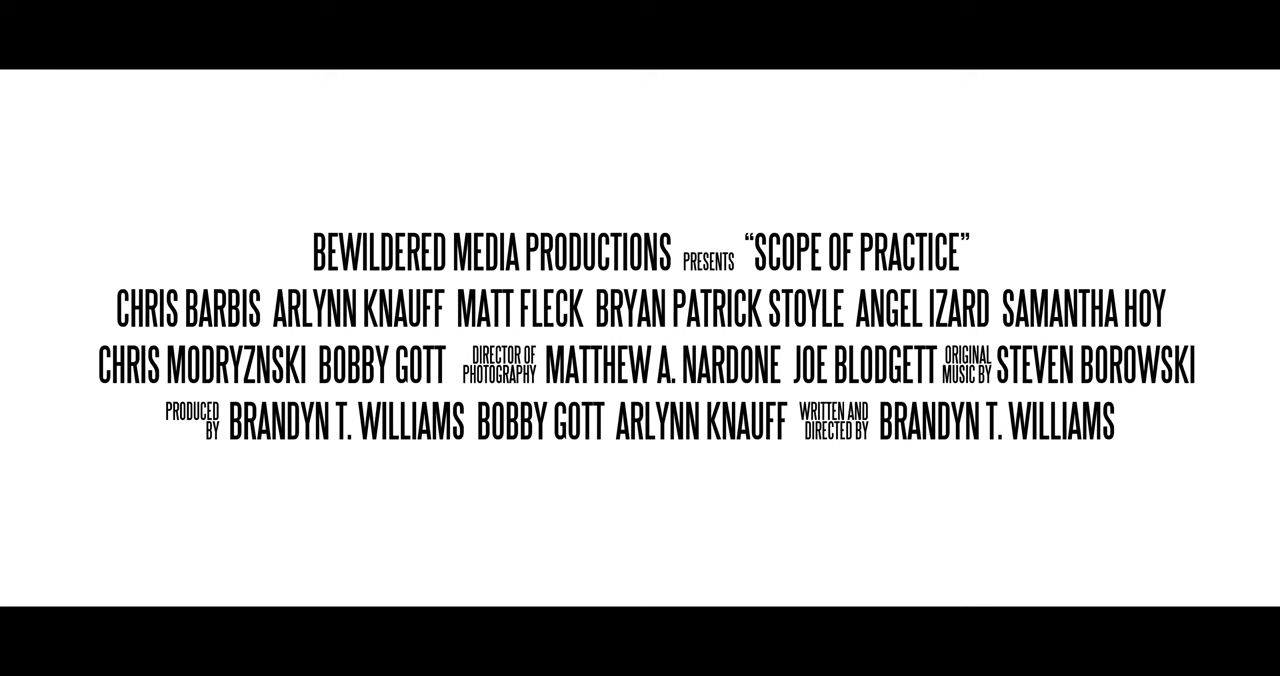 BEWILDERED MEDIA PRODUCTIONS PRESENTS “SCOPE OF PRACTICE”
CHRIS BARBIS ARLYNN KNAUFF MATT FLECK BRYAN PATRICK STOYLE ANGEL IZARD SAMANTHA HOY
CHRIS MODRYZNSKI BOBBY GOTT DIRECTOR OF PHOTOGRAPHY MATTHEW A. NARDONE JOE BLODGETT ORIGINAL MUSIC BY STEVEN BOROWSKI
PRODUCED BY BRANDYN T. WILLIAMS BOBBY GOTT ARLYNN KNAUFF WRITTEN AND DIRECTED BY BRANDYN T. WILLIAMS